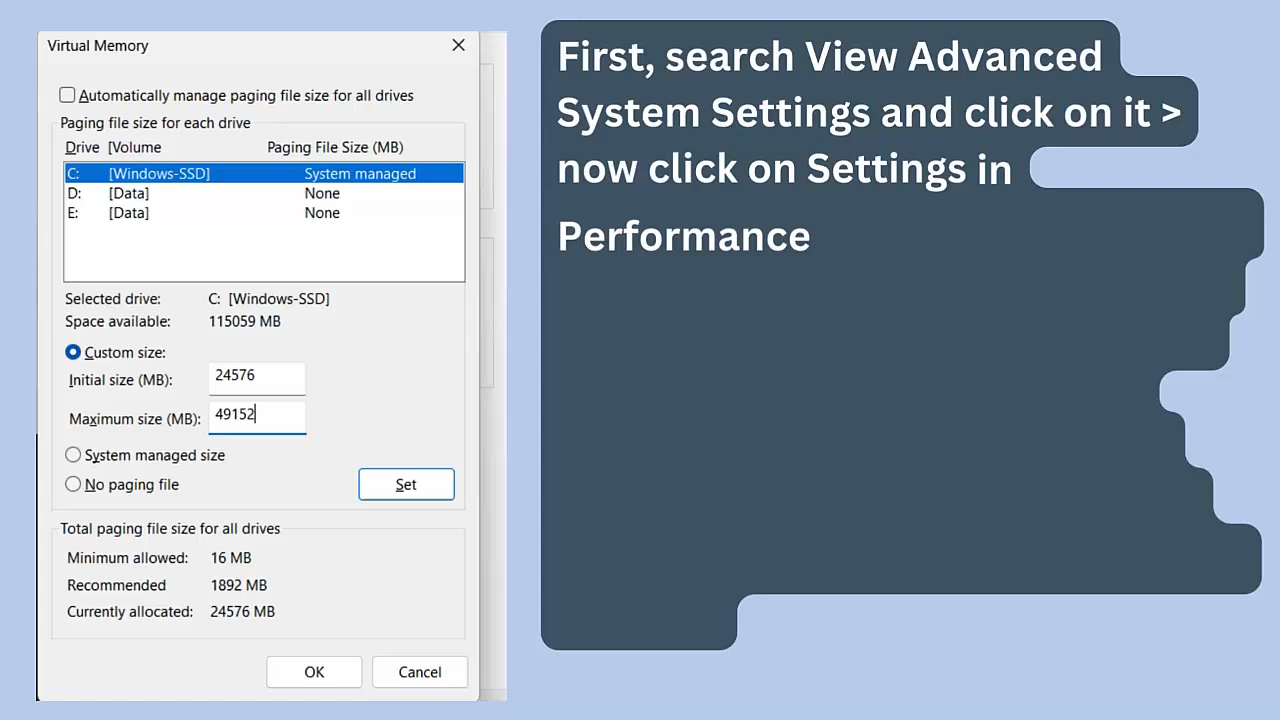 Virtual Memory
Automatically manage paging file size for all drives
Paging file size for each drive
Drive [Volume Paging File Size (MB)
C: [Windows-SSD] System managed
D: [Data] None
E: [Data] None
Selected drive: C: [Windows-SSD]
Space available: 115059 MB
Custom size:
Initial size (MB): 24576
Maximum size (MB): 49152
System managed size
No paging file
Set
Total paging file size for all drives
Minimum allowed: 16 MB
Recommended 1892 MB
Currently allocated: 24576 MB
OK Cancel
First, search View Advanced
System Settings and click on it >
now click on Settings in
Performance